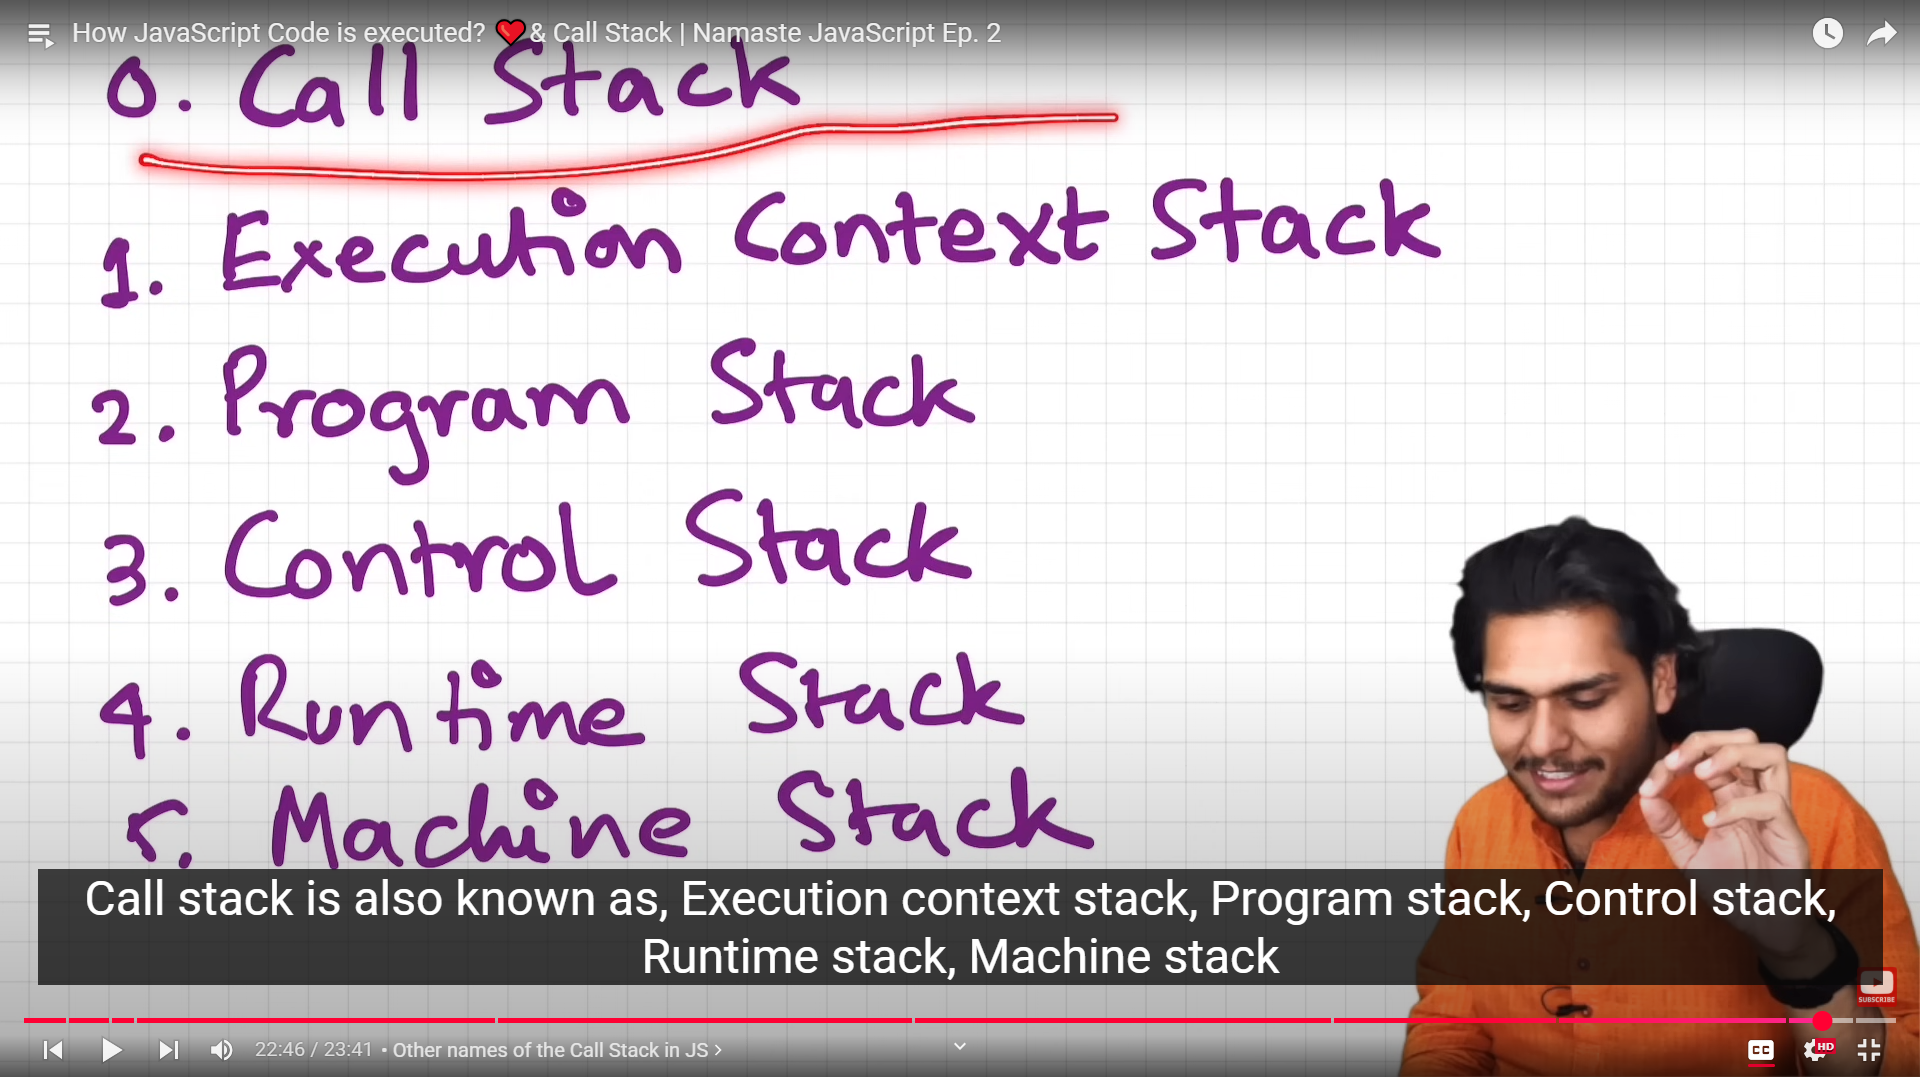 How JavaScript Code is executed? ❤️& Call Stack | Namaste JavaScript Ep. 2
0. Call Stack
1. Execution Context Stack
2. Program Stack
3. Control Stack
4. Runtime Stack
5. Machine Stack
Call stack is also known as, Execution context stack, Program stack, Control stack,
Runtime stack, Machine stack
SUBSCRIBE
22:46 / 23:41 • Other names of the Call Stack in JS >
CC
HD